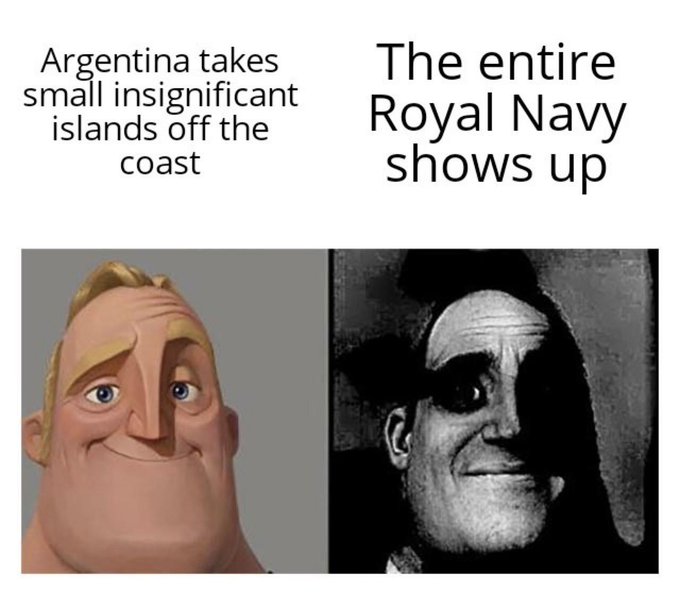 Argentina takes
small insignificant
islands off the
coast
The entire
Royal Navy
shows up